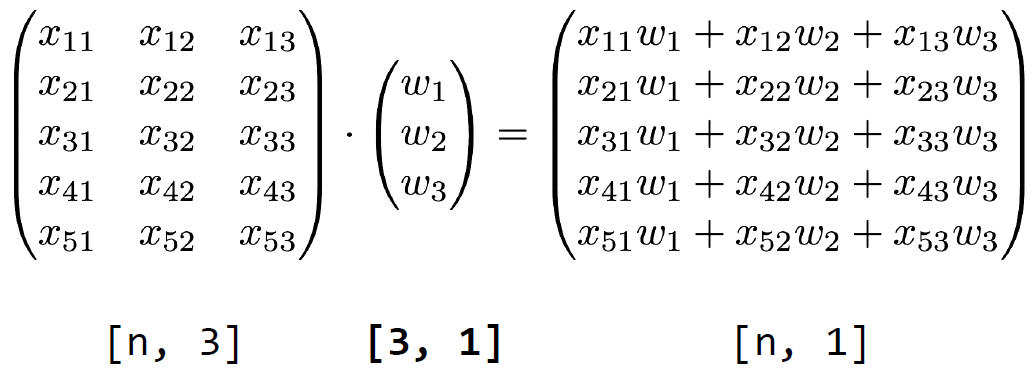 x₁₁ x₁₂ x₁₃
x₂₁ x₂₂ x₂₃
x₃₁ x₃₂ x₃₃
x₄₁ x₄₂ x₄₃
x₅₁ x₅₂ x₅₃
·
w₁
w₂
w₃
=
x₁₁w₁ + x₁₂w₂ + x₁₃w₃
x₂₁w₁ + x₂₂w₂ + x₂₃w₃
x₃₁w₁ + x₃₂w₂ + x₃₃w₃
x₄₁w₁ + x₄₂w₂ + x₄₃w₃
x₅₁w₁ + x₅₂w₂ + x₅₃w₃
[n, 3] [3, 1] [n, 1]